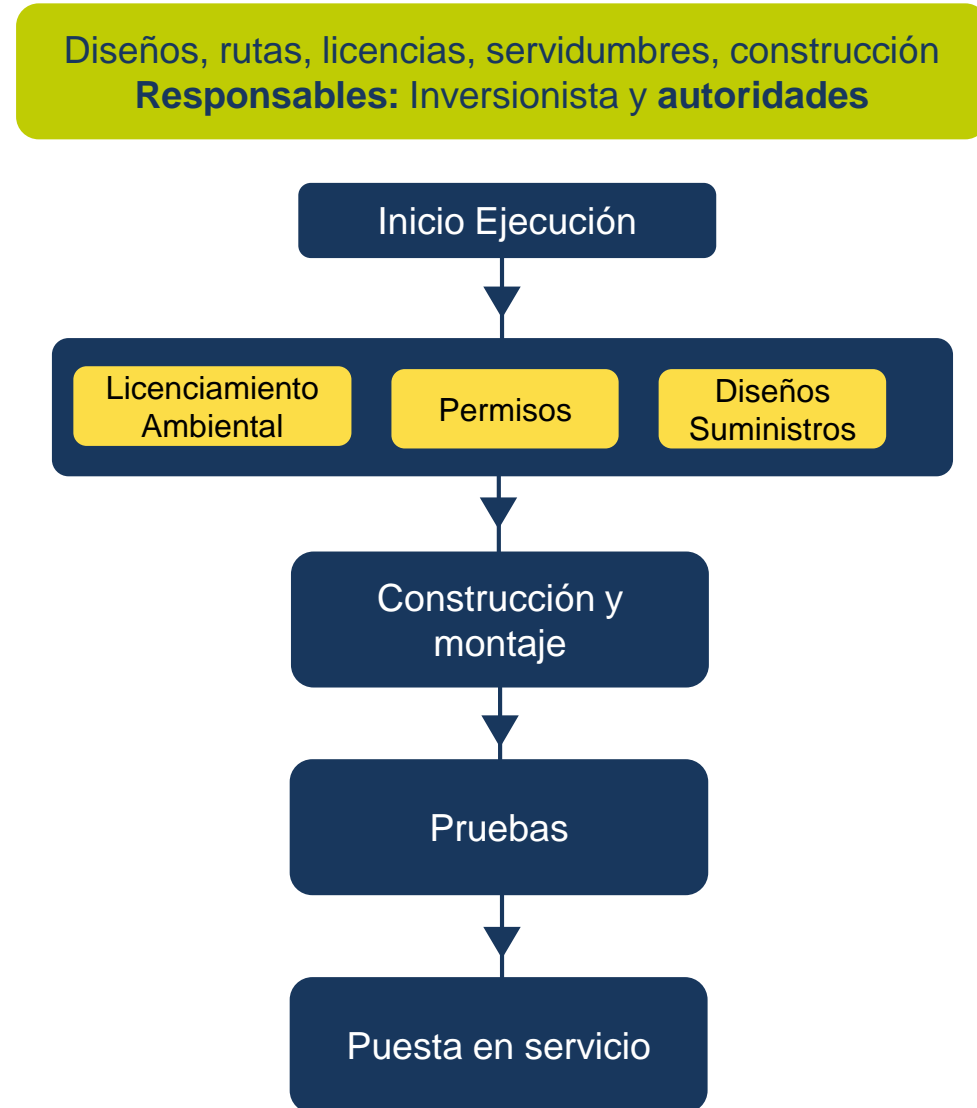 Diseños, rutas, licencias, servidumbres, construcción
Responsables: Inversionista y autoridades
Inicio Ejecución
Licenciamiento
Ambiental
Permisos
Diseños
Suministros
Construcción y
montaje
Pruebas
Puesta en servicio